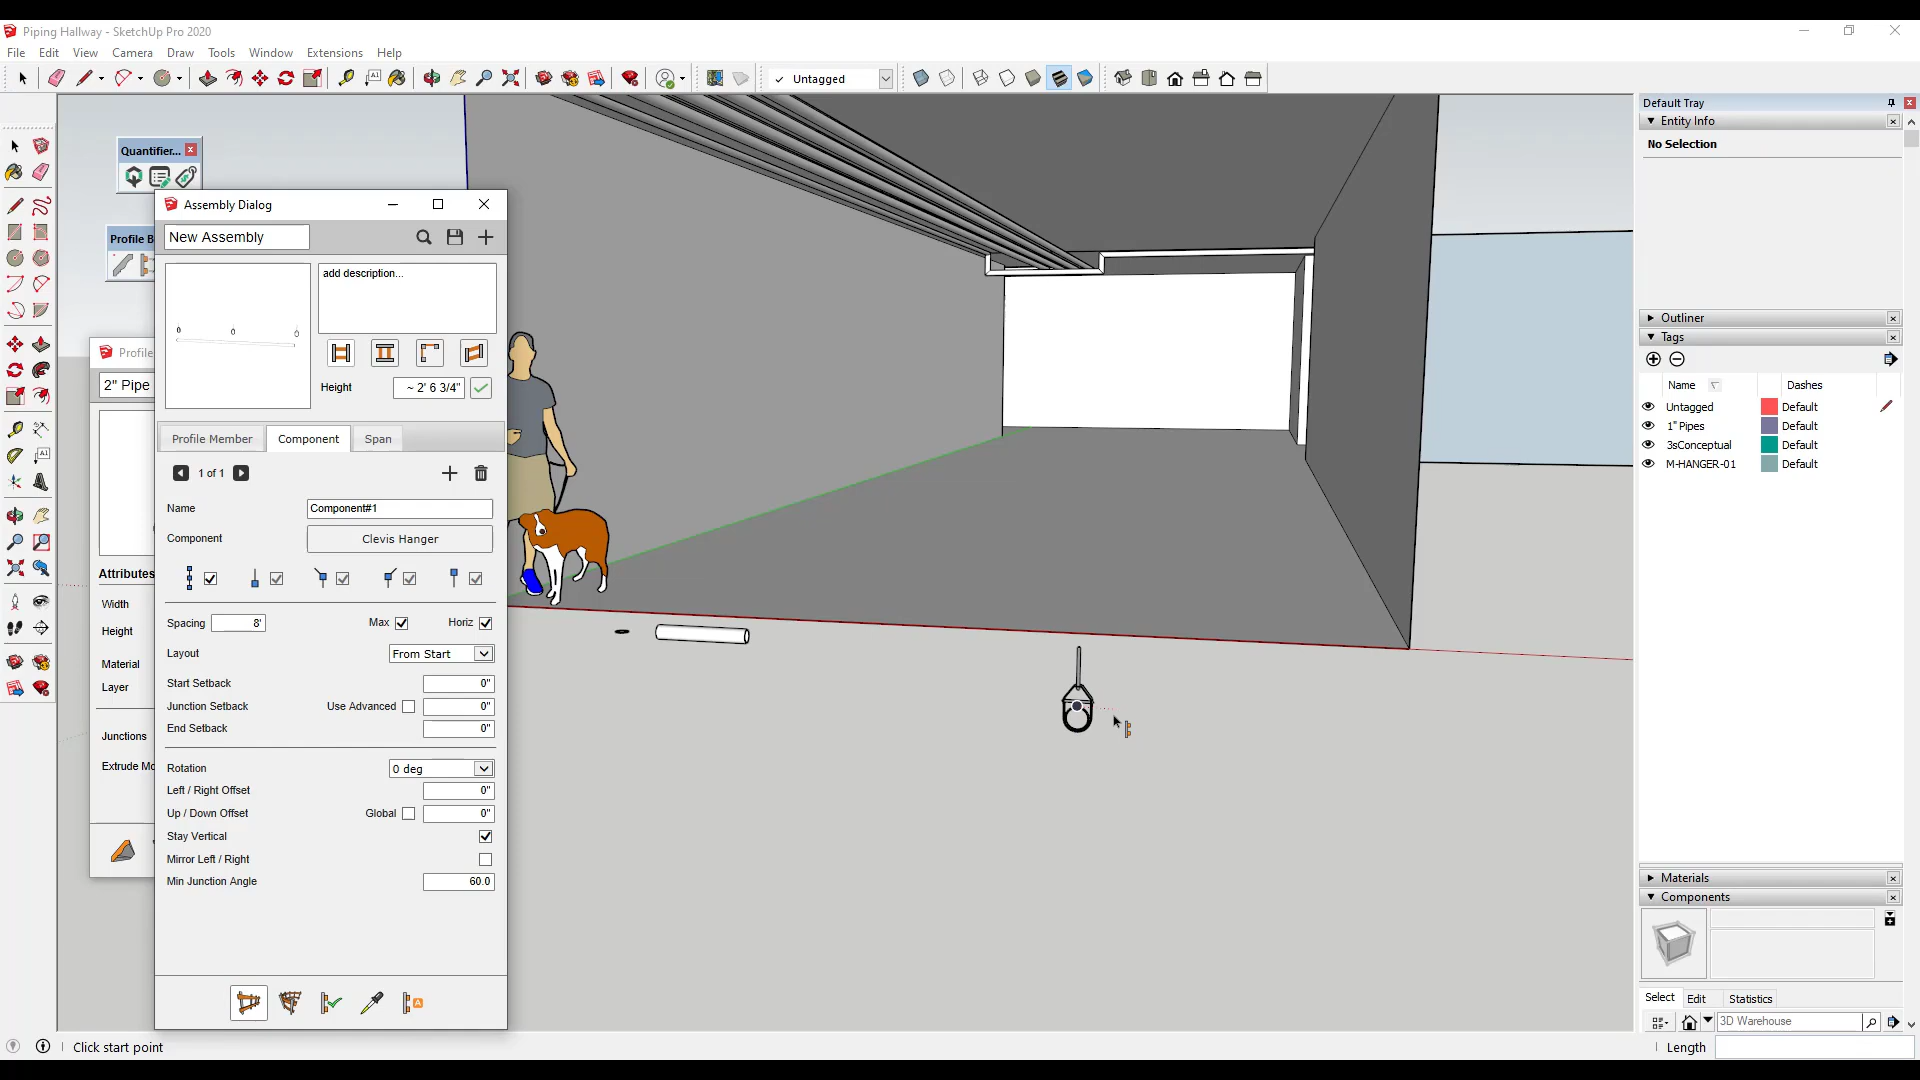 Piping Hallway - SketchUp Pro 2020
File Edit View Camera Draw Tools Window Extensions Help
A1
Untagged
Default Tray
Entity Info
No Selection
Quantifier...
Profile B
Assembly Dialog
New Assembly
add description...
Height ~ 2' 6 3/4"
Profile
2" Pipe
Profile Member Component Span
1 of 1
Name Component#1
Component Clevis Hanger
Spacing 8' Max Horiz
Layout From Start
Start Setback 0"
Junction Setback Use Advanced 0"
End Setback 0"
Rotation 0 deg
Left / Right Offset 0"
Up / Down Offset Global 0"
Stay Vertical
Mirror Left / Right
Min Junction Angle 60.0
A
Attributes
Width
Height
Material
Layer
Junctions
Extrude Mo
A1
Outliner
Tags
Name Dashes
Untagged Default
1" Pipes Default
3sConceptual Default
M-HANGER-01 Default
Materials
Components
Select Edit Statistics
3D Warehouse
Click start point
Length